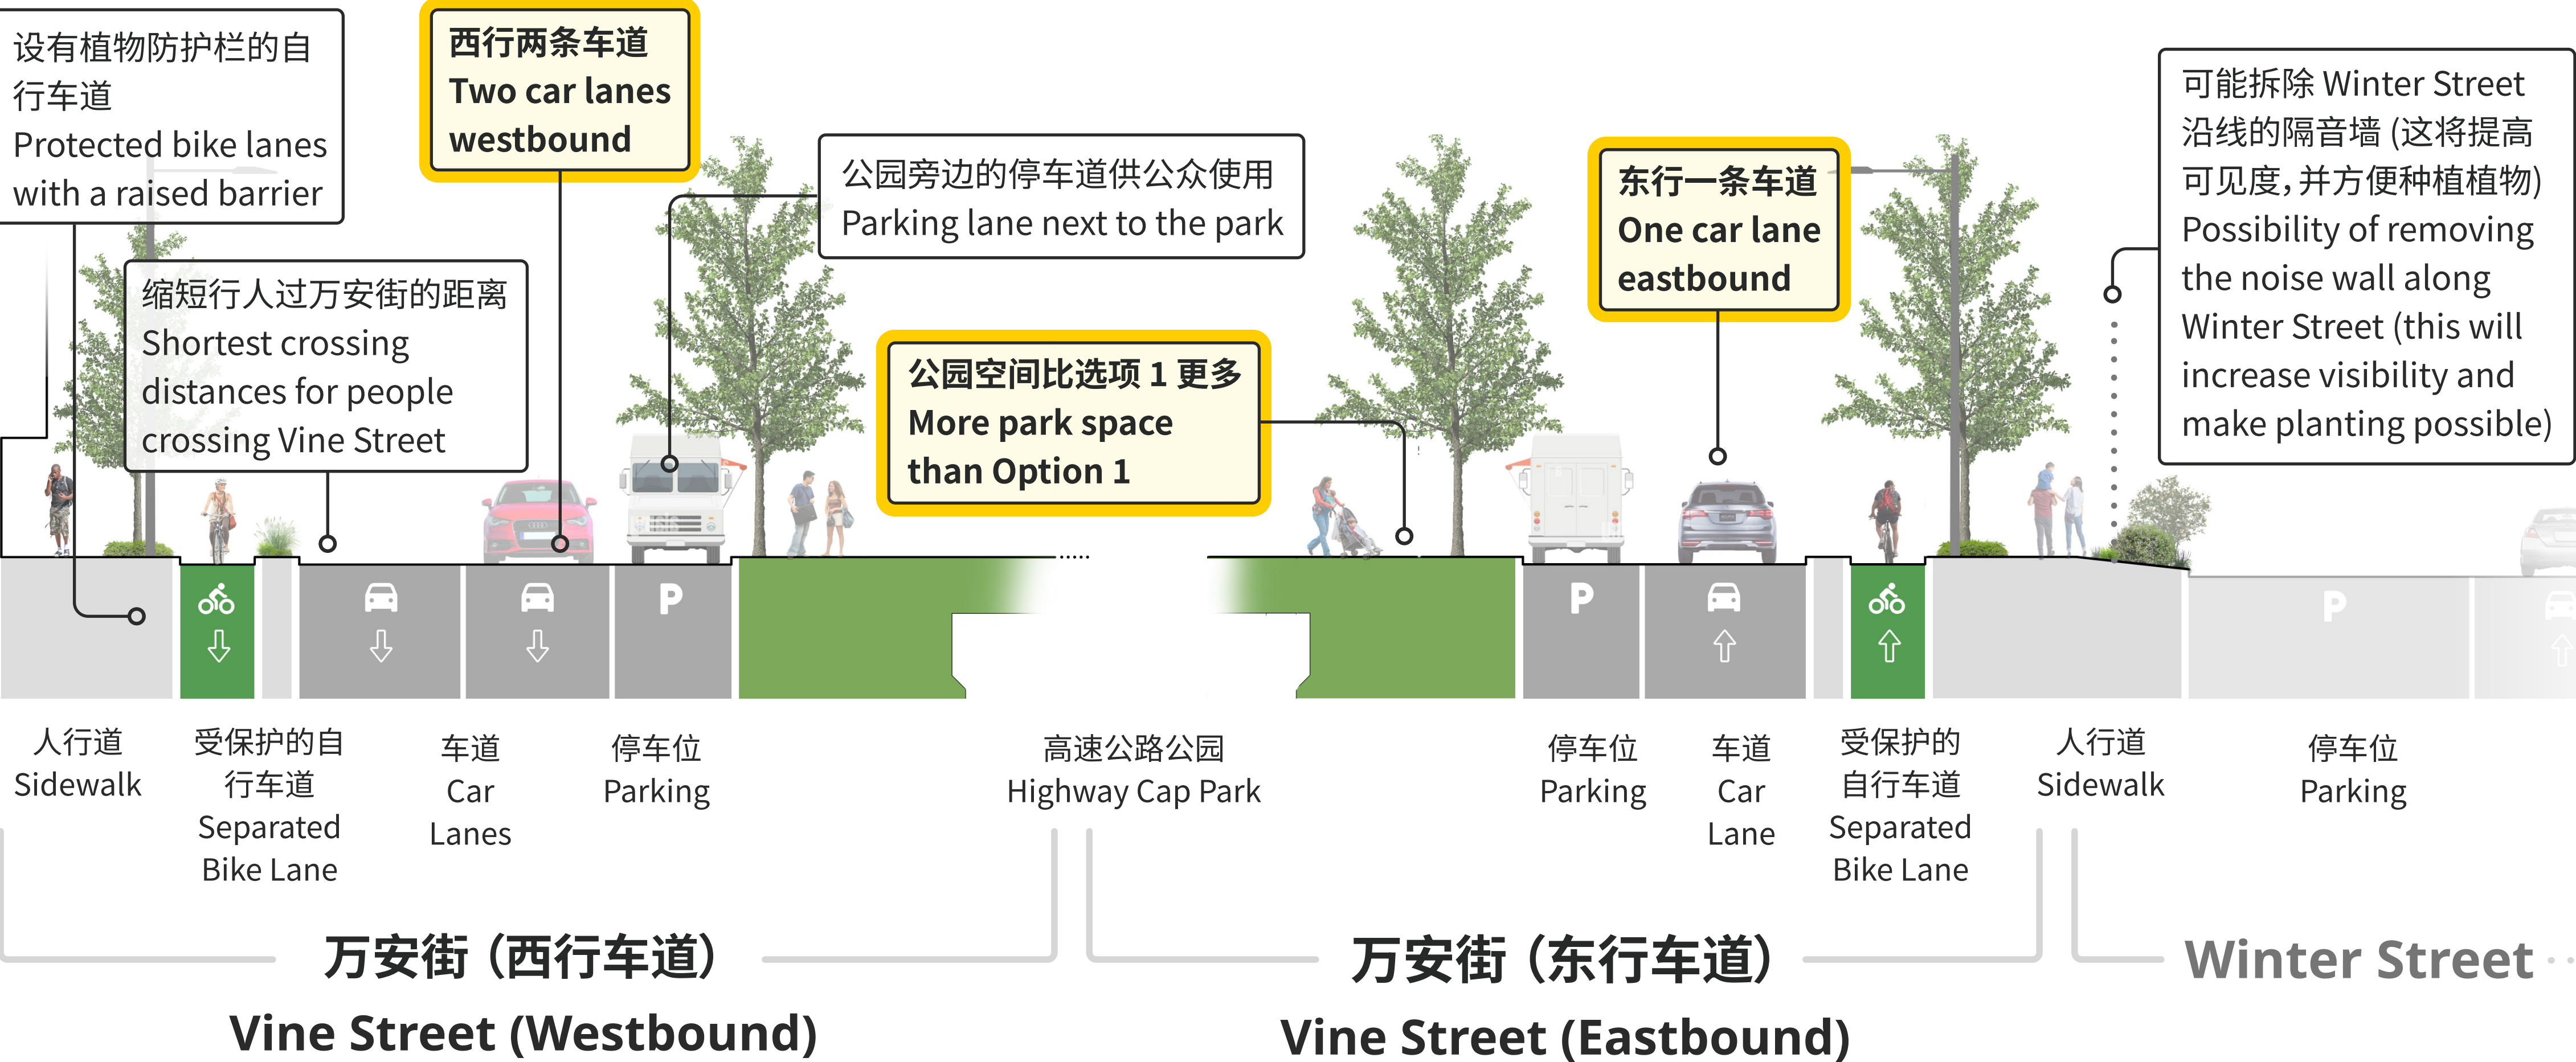 设有植物防护栏的自
行车道
Protected bike lanes
with a raised barrier
西行两条车道
Two car lanes
westbound
公园旁边的停车道供公众使用
Parking lane next to the park
缩短行人过万安街的距离
Shortest crossing
distances for people
crossing Vine Street
公园空间比选项 1 更多
More park space
than Option 1
东行一条车道
One car lane
eastbound
可能拆除 Winter Street
沿线的隔音墙 (这将提高
可见度，并方便种植植物)
Possibility of removing
the noise wall along
Winter Street (this will
increase visibility and
make planting possible)
P
P
P
人行道
Sidewalk
受保护的自
行车道
Separated
Bike Lane
车道
Car
Lanes
停车位
Parking
高速公路公园
Highway Cap Park
停车位
Parking
车道
Car
Lane
受保护的
自行车道
Separated
Bike Lane
人行道
Sidewalk
停车位
Parking
万安街（西行车道）
Vine Street (Westbound)
万安街（东行车道）
Vine Street (Eastbound)
Winter Street